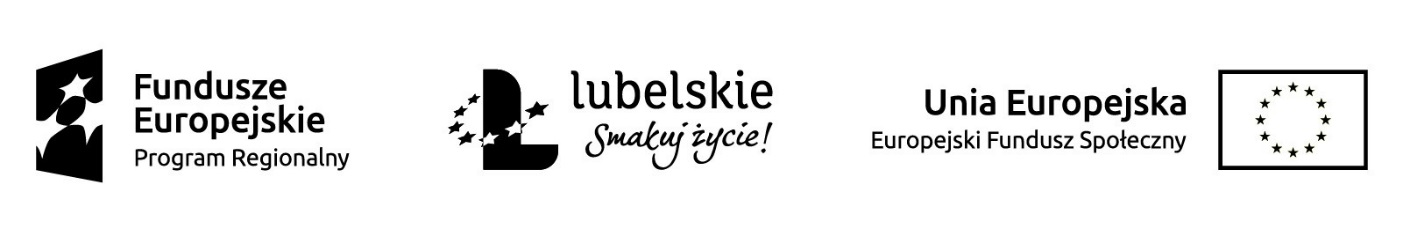 Fundusze
Europejskie
Program Regionalny
lubelskie
Smakuj życie!
Unia Europejska
Europejski Fundusz Społeczny